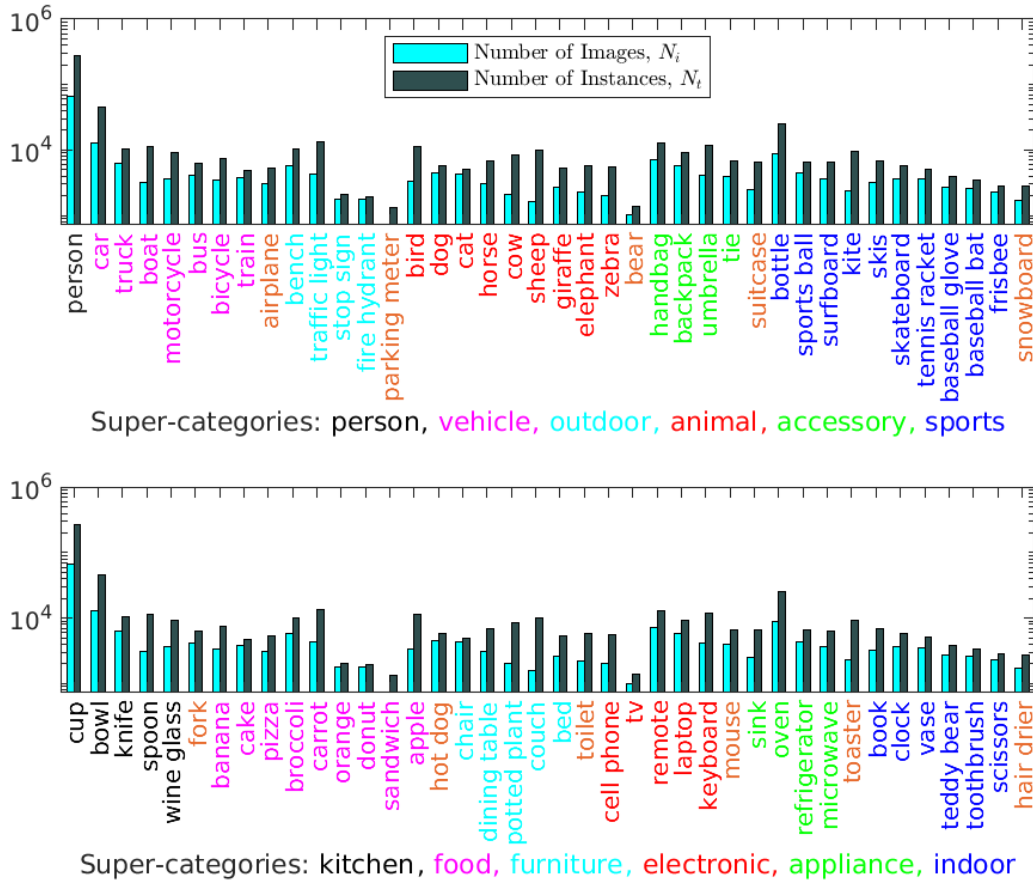 10^6
10^4
Number of Images, N_i
Number of Instances, N_t
person
car
truck
boat
motorcycle
bus
bicycle
train
airplane
bench
traffic light
stop sign
fire hydrant
parking meter
bird
dog
cat
horse
cow
sheep
giraffe
elephant
zebra
bear
handbag
backpack
umbrella
tie
suitcase
bottle
sports ball
surfboard
kite
skis
skateboard
tennis racket
baseball glove
baseball bat
frisbee
snowboard
Super-categories: person, vehicle, outdoor, animal, accessory, sports
10^6
10^4
cup
bowl
knife
spoon
wine glass
fork
banana
cake
pizza
broccoli
carrot
orange
donut
sandwich
apple
hot dog
chair
dining table
potted plant
couch
bed
toilet
cell phone
tv
remote
laptop
keyboard
mouse
sink
oven
refrigerator
microwave
toaster
book
clock
vase
teddy bear
toothbrush
scissors
hair drier
Super-categories: kitchen, food, furniture, electronic, appliance, indoor